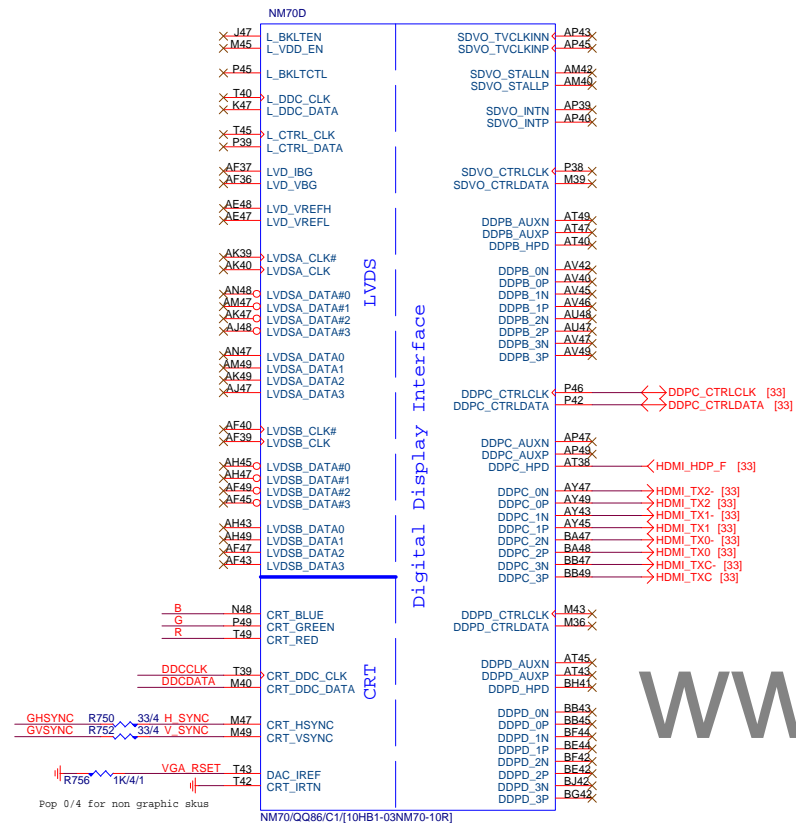 NM70D
J47 L_BKLTEN
M45 L_VDD_EN
P45 L_BKLTCTL
T40 L_DDC_CLK
K47 L_DDC_DATA
T45 L_CTRL_CLK
P39 L_CTRL_DATA
AF37 LVD_IBG
AF36 LVD_VBG
AE48 LVD_VREFH
AE47 LVD_VREFL
AK39 LVDSA_CLK#
AK40 LVDSA_CLK
AN48 LVDSA_DATA#0
AM47 LVDSA_DATA#1
AK47 LVDSA_DATA#2
AJ48 LVDSA_DATA#3
AN47 LVDSA_DATA0
AM49 LVDSA_DATA1
AK49 LVDSA_DATA2
AJ47 LVDSA_DATA3
AF40 LVDSB_CLK#
AF39 LVDSB_CLK
AH45 LVDSB_DATA#0
AH47 LVDSB_DATA#1
AF49 LVDSB_DATA#2
AF45 LVDSB_DATA#3
AH43 LVDSB_DATA0
AH49 LVDSB_DATA1
AF47 LVDSB_DATA2
AF43 LVDSB_DATA3
LVDS
B N48 CRT_BLUE
G P49 CRT_GREEN
R T49 CRT_RED
DDCCLK T39 CRT_DDC_CLK
DDCDATA M40 CRT_DDC_DATA
GHSYNC R750 33/4 H_SYNC M47 CRT_HSYNC
GVSYNC R752 33/4 V_SYNC M49 CRT_VSYNC
R756 1K/4/1 VGA_RSET T43 DAC_IREF
T42 CRT_IRTN
Pop 0/4 for non graphic skus
CRT
Digital Display Interface
SDVO_TVCLKINN AP43
SDVO_TVCLKINP AP45
SDVO_STALLN AM42
SDVO_STALLP AM40
SDVO_INTN AP39
SDVO_INTP AP40
SDVO_CTRLCLK P38
SDVO_CTRLDATA M39
DDPB_AUXN AT49
DDPB_AUXP AT47
DDPB_HPD AT40
DDPB_0N AV42
DDPB_0P AV40
DDPB_1N AV45
DDPB_1P AV46
DDPB_2N AU48
DDPB_2P AU47
DDPB_3N AV47
DDPB_3P AV49
DDPC_CTRLCLK P46 DDPC_CTRLCLK [33]
DDPC_CTRLDATA P42 DDPC_CTRLDATA [33]
DDPC_AUXN AP47
DDPC_AUXP AP49
DDPC_HPD AT38 HDMI_HDP_F [33]
DDPC_0N AY47 HDMI_TX2- [33]
DDPC_0P AY49 HDMI_TX2 [33]
DDPC_1N AY43 HDMI_TX1- [33]
DDPC_1P AY45 HDMI_TX1 [33]
DDPC_2N BA47 HDMI_TX0- [33]
DDPC_2P BA48 HDMI_TX0 [33]
DDPC_3N BB47 HDMI_TXC- [33]
DDPC_3P BB49 HDMI_TXC [33]
DDPD_CTRLCLK M43
DDPD_CTRLDATA M36
DDPD_AUXN AT45
DDPD_AUXP AT43
DDPD_HPD BH41
DDPD_0N BB43
DDPD_0P BB45
DDPD_1N BF44
DDPD_1P BE44
DDPD_2N BF42
DDPD_2P BE42
DDPD_3N BJ42
DDPD_3P BG42
NM70/QQ86/C1/[10HB1-03NM70-10R]